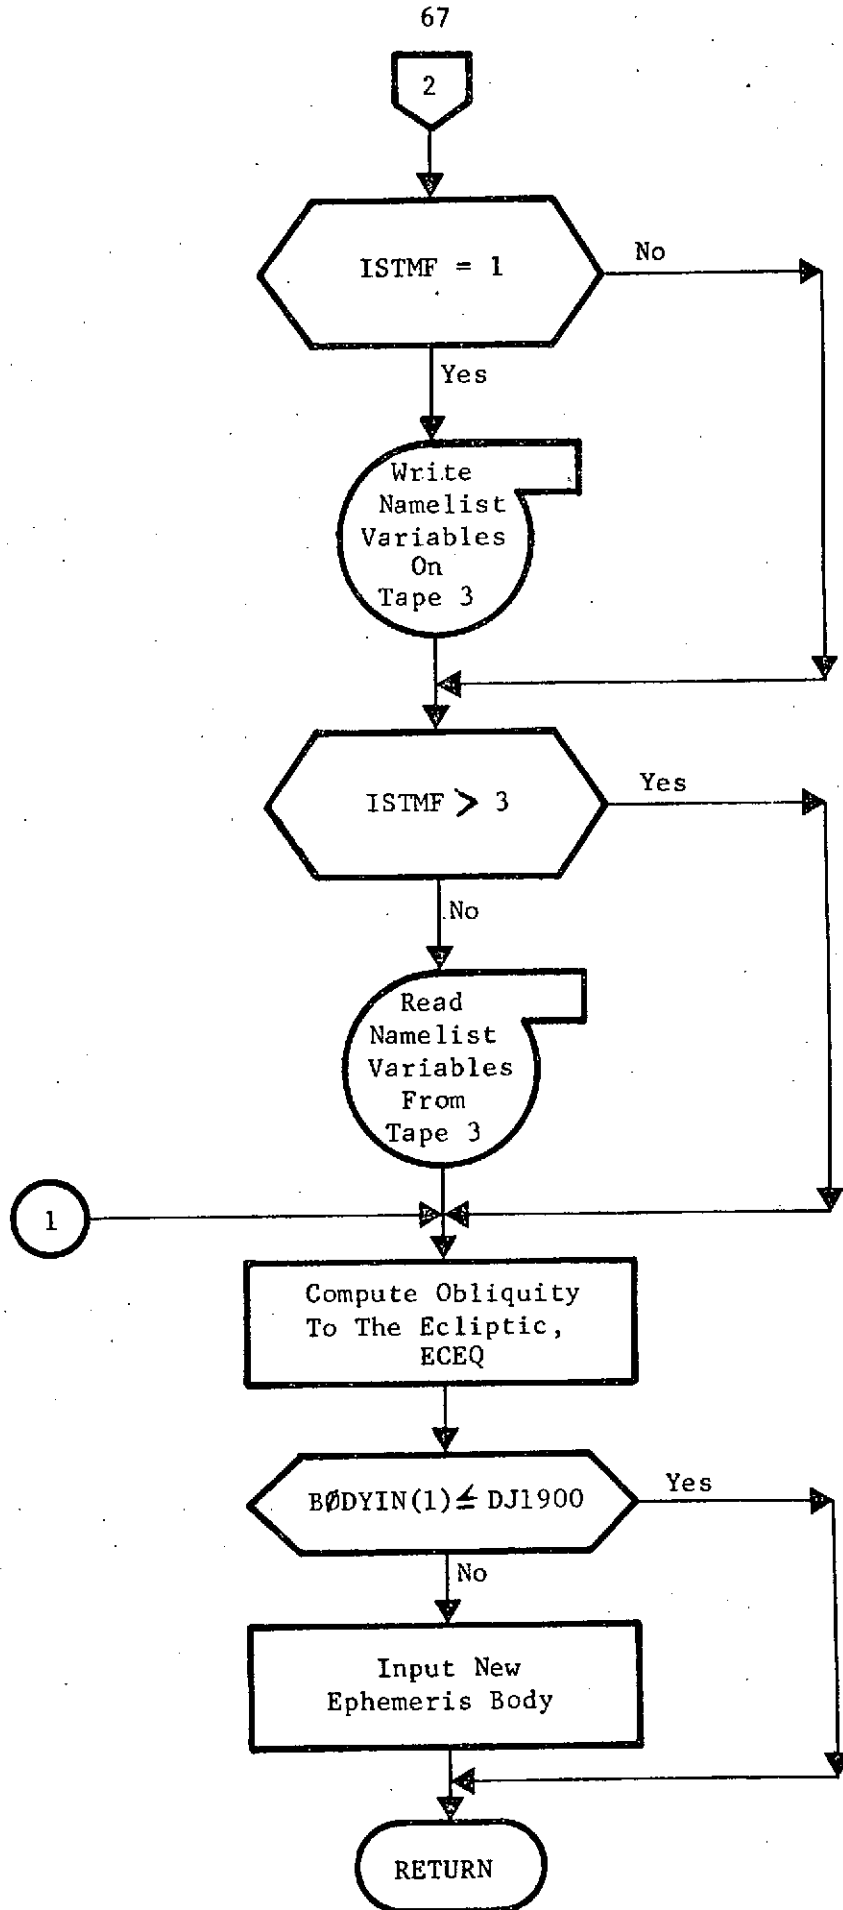 67
2
ISTMF = 1
No
Yes
Write
Namelist
Variables
On
Tape 3
ISTMF > 3
Yes
No
Read
Namelist
Variables
From
Tape 3
1
Compute Obliquity
To The Ecliptic,
ECEQ
BØDYIN(1) ≤ DJ1900
Yes
No
Input New
Ephemeris Body
RETURN